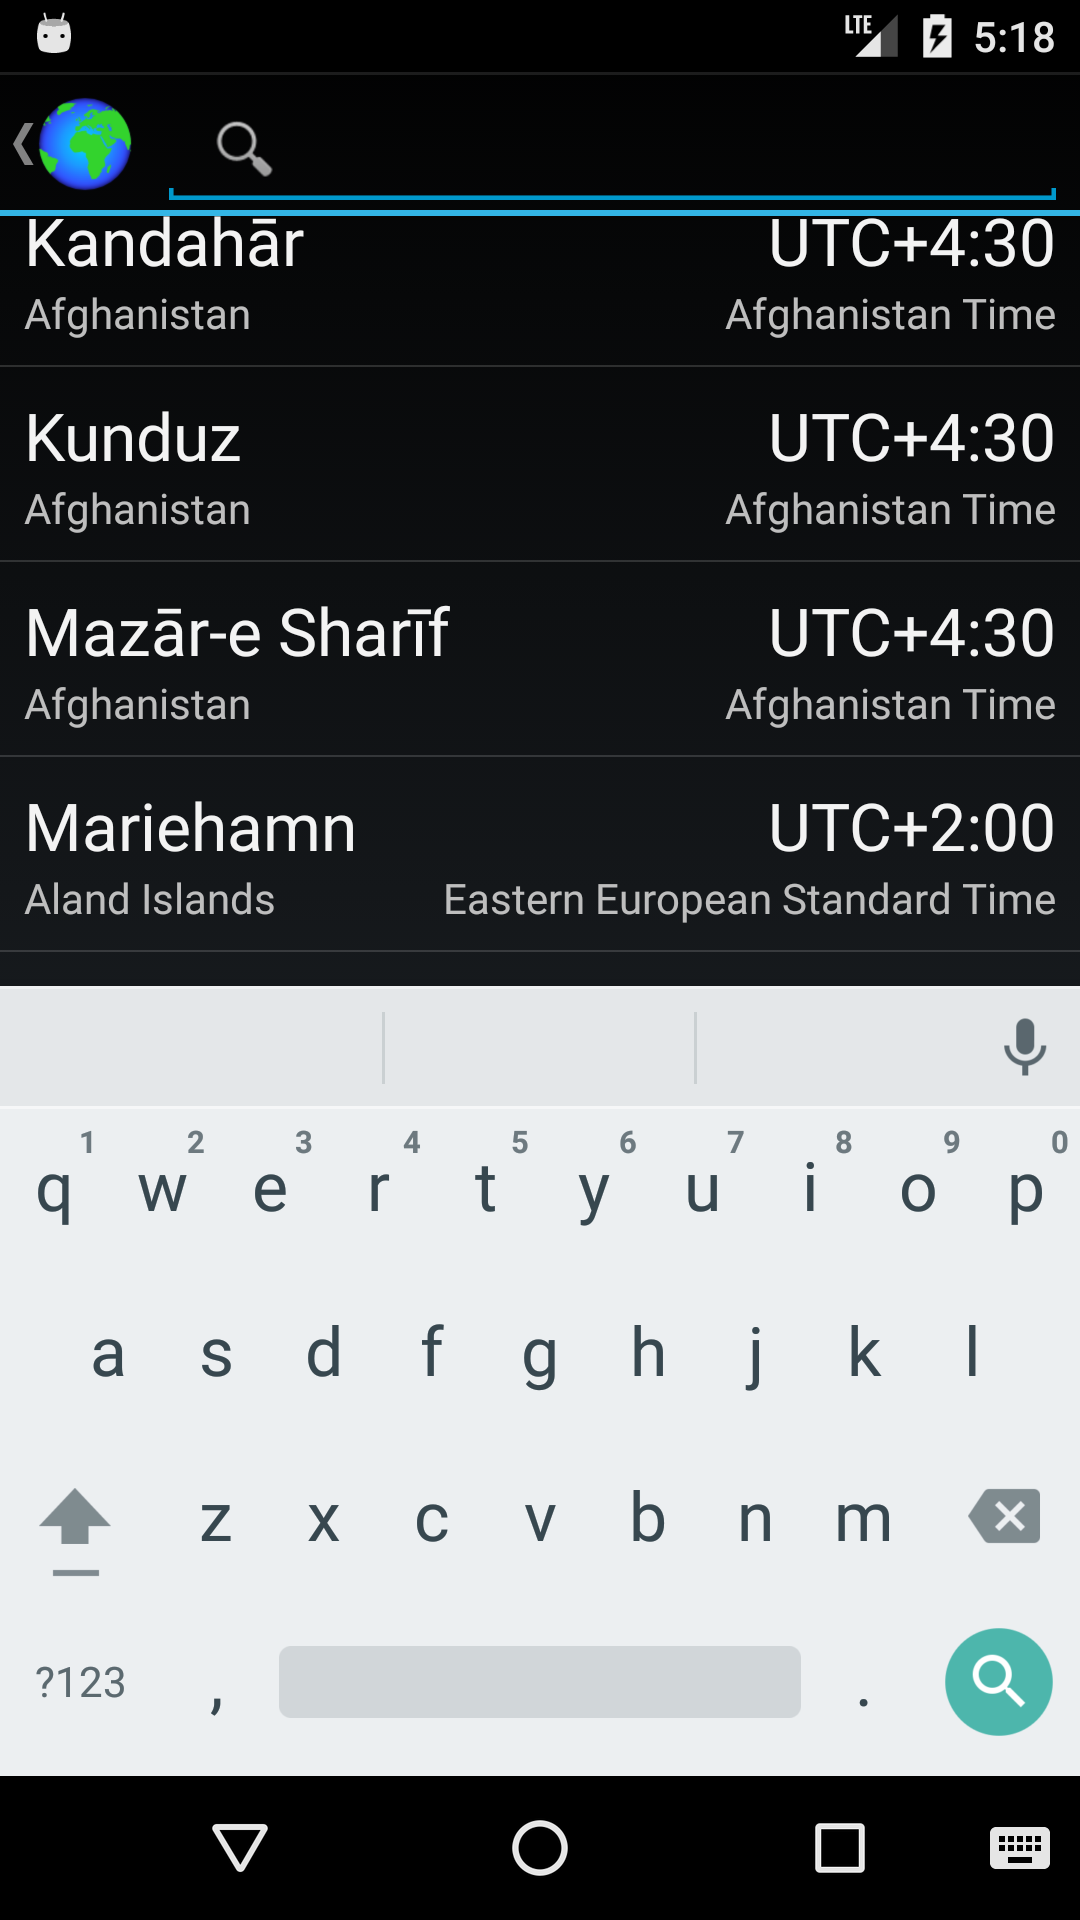 LTE 5:18
Kandahār UTC+4:30
Afghanistan Afghanistan Time
Kunduz UTC+4:30
Afghanistan Afghanistan Time
Mazār-e Sharīf UTC+4:30
Afghanistan Afghanistan Time
Mariehamn UTC+2:00
Aland Islands Eastern European Standard Time
1 2 3 4 5 6 7 8 9 0
q w e r t y u i o p
a s d f g h j k l
z x c v b n m
?123 , .